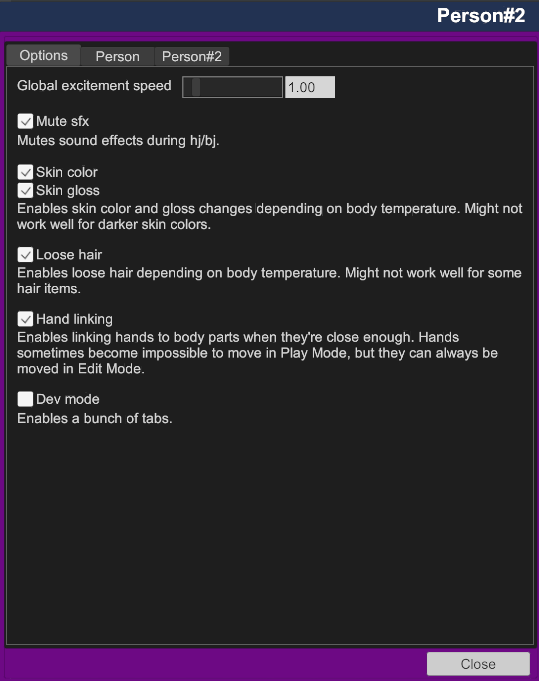 Person#2
Options Person Person#2
Global excitement speed 1.00
Mute sfx
Mutes sound effects during hj/bj.
Skin color
Skin gloss
Enables skin color and gloss changes depending on body temperature. Might not
work well for darker skin colors.
Loose hair
Enables loose hair depending on body temperature. Might not work well for some
hair items.
Hand linking
Enables linking hands to body parts when they're close enough. Hands
sometimes become impossible to move in Play Mode, but they can always be
moved in Edit Mode.
Dev mode
Enables a bunch of tabs.
Close